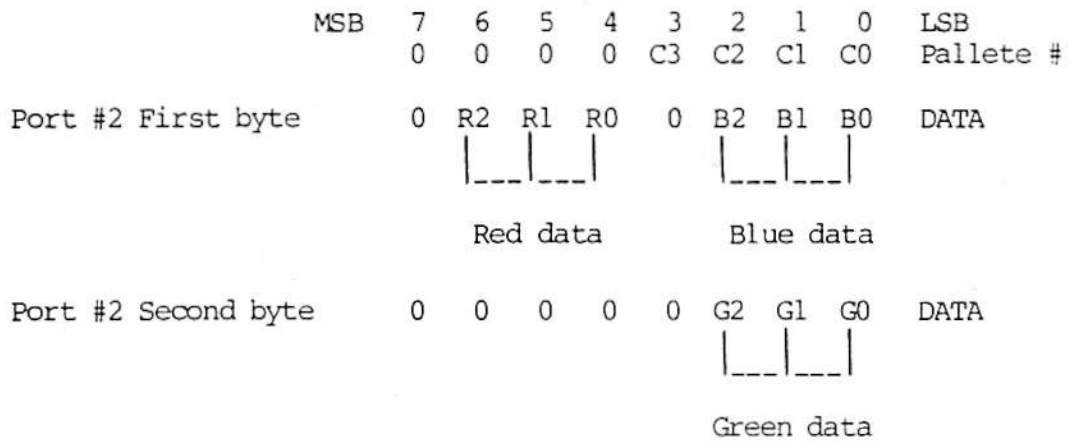 MSB 7 6 5 4 3 2 1 0 LSB
0 0 0 0 C3 C2 C1 C0 Pallete #
Port #2 First byte 0 R2 R1 R0 0 B2 B1 B0 DATA
Red data Blue data
Port #2 Second byte 0 0 0 0 0 G2 G1 G0 DATA
Green data